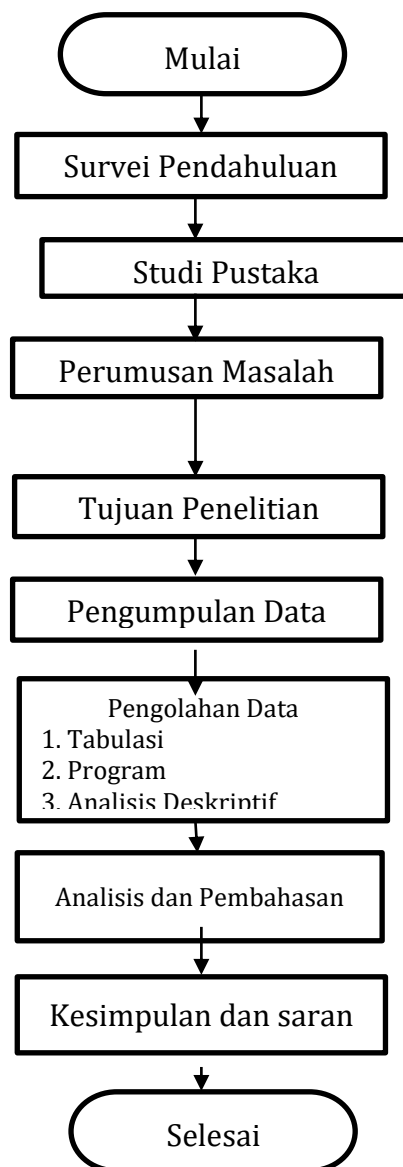 Mulai
Survei Pendahuluan
Studi Pustaka
Perumusan Masalah
Tujuan Penelitian
Pengumpulan Data
Pengolahan Data
1. Tabulasi
2. Program
3. Analisis Deskriptif
Analisis dan Pembahasan
Kesimpulan dan saran
Selesai